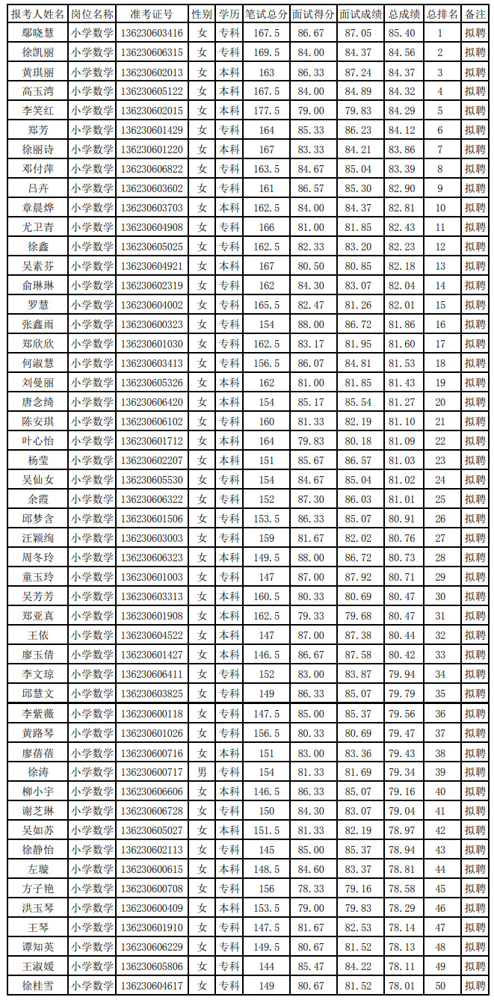 报考人姓名 岗位名称 准考证号 性别 学历 笔试总分 面试得分 面试成绩 总成绩 总排名 备注
鄢晓慧 小学数学 136230603416 女 专科 167.5 86.67 87.05 85.40 1 拟聘
徐凯丽 小学数学 136230606315 女 专科 169.5 84.00 84.37 84.56 2 拟聘
黄琪丽 小学数学 136230602013 女 本科 163 86.33 87.24 84.37 3 拟聘
高玉湾 小学数学 136230605122 女 本科 167.5 84.00 84.89 84.32 4 拟聘
李笑红 小学数学 136230602015 女 本科 177.5 79.00 79.83 84.29 5 拟聘
郑芳 小学数学 136230601429 女 专科 164 85.33 86.23 84.12 6 拟聘
徐丽诗 小学数学 136230601220 女 本科 167 83.33 84.21 83.86 7 拟聘
邓付萍 小学数学 136230606822 女 专科 163.5 84.67 85.04 83.39 8 拟聘
吕卉 小学数学 136230603602 女 专科 161 86.57 85.30 82.90 9 拟聘
章晨烨 小学数学 136230603703 女 本科 162.5 84.00 84.37 82.81 10 拟聘
尤卫青 小学数学 136230604908 女 专科 166 81.00 81.85 82.43 11 拟聘
徐鑫 小学数学 136230605025 女 专科 162.5 82.33 83.20 82.23 12 拟聘
吴素芬 小学数学 136230604921 女 本科 167 80.50 80.85 82.18 13 拟聘
俞琳琳 小学数学 136230602319 女 专科 162 84.30 83.07 82.04 14 拟聘
罗慧 小学数学 136230604002 女 专科 165.5 82.47 81.26 82.01 15 拟聘
张鑫雨 小学数学 136230600323 女 专科 154 88.00 86.72 81.86 16 拟聘
郑欣欣 小学数学 136230601030 女 专科 162.5 83.17 81.95 81.60 17 拟聘
何淑慧 小学数学 136230603413 女 专科 156.5 86.07 84.81 81.53 18 拟聘
刘曼丽 小学数学 136230605326 女 本科 162 81.00 81.85 81.43 19 拟聘
唐念绮 小学数学 136230606420 女 本科 154 85.17 85.54 81.27 20 拟聘
陈安琪 小学数学 136230606102 女 专科 160 81.33 82.19 81.10 21 拟聘
叶心怡 小学数学 136230601712 女 本科 164 79.83 80.18 81.09 22 拟聘
杨莹 小学数学 136230602207 女 本科 151 85.67 86.57 81.03 23 拟聘
吴仙女 小学数学 136230605530 女 专科 154 84.67 85.04 81.02 24 拟聘
余霞 小学数学 136230606322 女 专科 152 87.30 86.03 81.01 25 拟聘
邱梦含 小学数学 136230601506 女 专科 153.5 86.33 85.07 80.91 26 拟聘
汪颖绚 小学数学 136230603003 女 专科 159 81.67 82.02 80.76 27 拟聘
周冬玲 小学数学 136230606323 女 本科 149.5 88.00 86.72 80.73 28 拟聘
童玉玲 小学数学 136230601003 女 专科 147 87.00 87.92 80.71 29 拟聘
吴芳芳 小学数学 136230603313 女 本科 160.5 80.33 80.69 80.47 30 拟聘
郑亚真 小学数学 136230601908 女 本科 162.5 79.33 79.68 80.47 31 拟聘
王依 小学数学 136230604522 女 本科 147 87.00 87.38 80.44 32 拟聘
廖玉倩 小学数学 136230601427 女 本科 146.5 86.67 87.58 80.42 33 拟聘
李文琼 小学数学 136230606411 女 专科 152 83.00 83.87 79.94 34 拟聘
邱慧文 小学数学 136230603825 女 专科 149 86.33 85.07 79.79 35 拟聘
李紫薇 小学数学 136230600118 女 专科 147.5 85.00 85.37 79.56 36 拟聘
黄路琴 小学数学 136230601026 女 专科 156.5 80.33 80.69 79.47 37 拟聘
廖蓓蓓 小学数学 136230600716 女 本科 151 83.00 83.36 79.43 38 拟聘
徐涛 小学数学 136230600717 男 专科 154 81.33 81.69 79.34 39 拟聘
柳小宇 小学数学 136230606606 女 本科 146.5 86.33 85.07 79.16 40 拟聘
谢芝琳 小学数学 136230606728 女 专科 150 84.30 83.07 79.04 41 拟聘
吴如苏 小学数学 136230605027 女 本科 151.5 81.33 82.19 78.97 42 拟聘
徐静怡 小学数学 136230602113 女 专科 145 85.00 85.37 78.94 43 拟聘
左璇 小学数学 136230600615 女 本科 148.5 84.60 83.37 78.81 44 拟聘
方子艳 小学数学 136230600708 女 专科 156 78.33 79.16 78.58 45 拟聘
洪玉琴 小学数学 136230600409 女 本科 153.5 79.00 79.83 78.29 46 拟聘
王琴 小学数学 136230601910 女 专科 147.5 81.67 82.53 78.14 47 拟聘
谭知英 小学数学 136230606229 女 专科 149.5 80.67 81.52 78.13 48 拟聘
王淑媛 小学数学 136230605806 女 专科 144 85.47 84.22 78.11 49 拟聘
徐桂雪 小学数学 136230604617 女 专科 149 80.67 81.52 78.01 50 拟聘